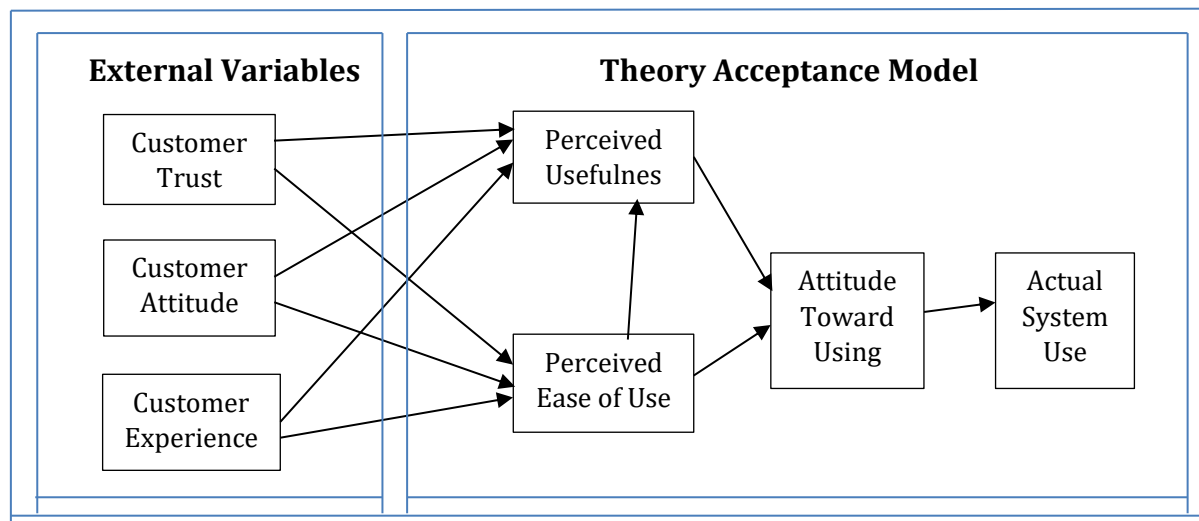 External Variables
Customer
Trust
Customer
Attitude
Customer
Experience
Theory Acceptance Model
Perceived
Usefulnes
Perceived
Ease of Use
Attitude
Toward
Using
Actual
System
Use